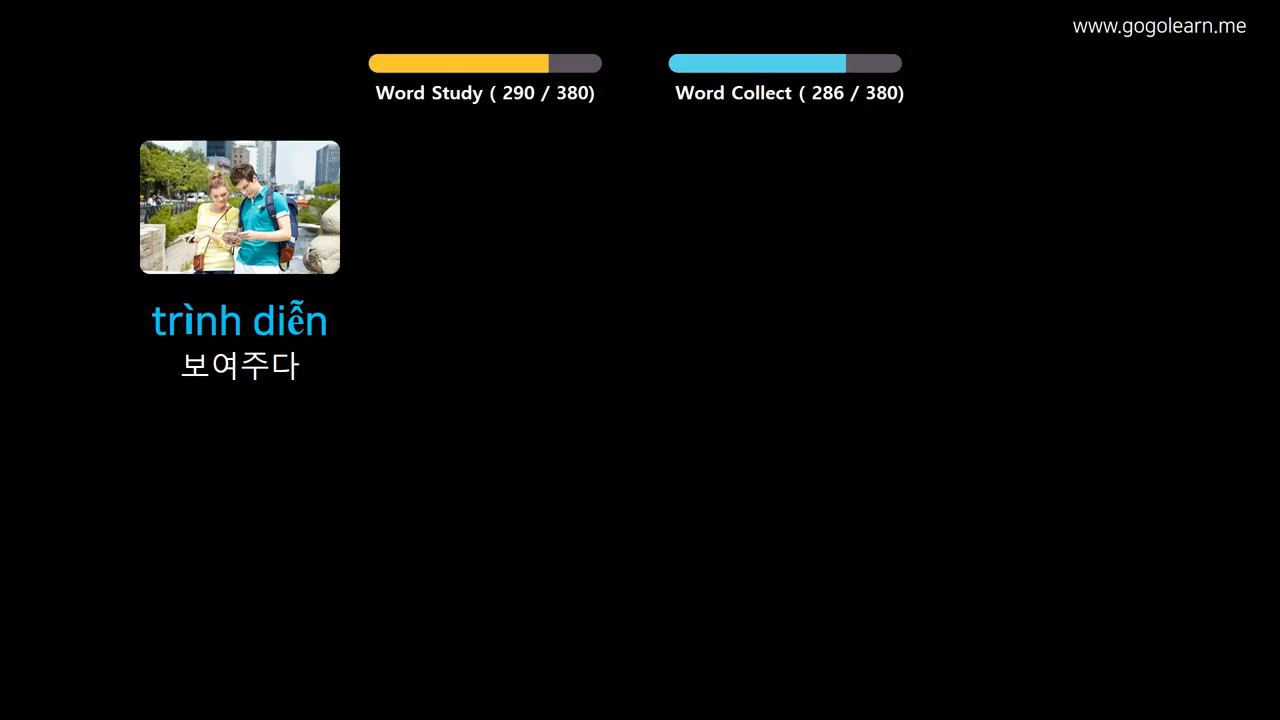 www.gogolearn.me
Word Study ( 290 / 380)
Word Collect ( 286 / 380)
trình diễn
보여주다